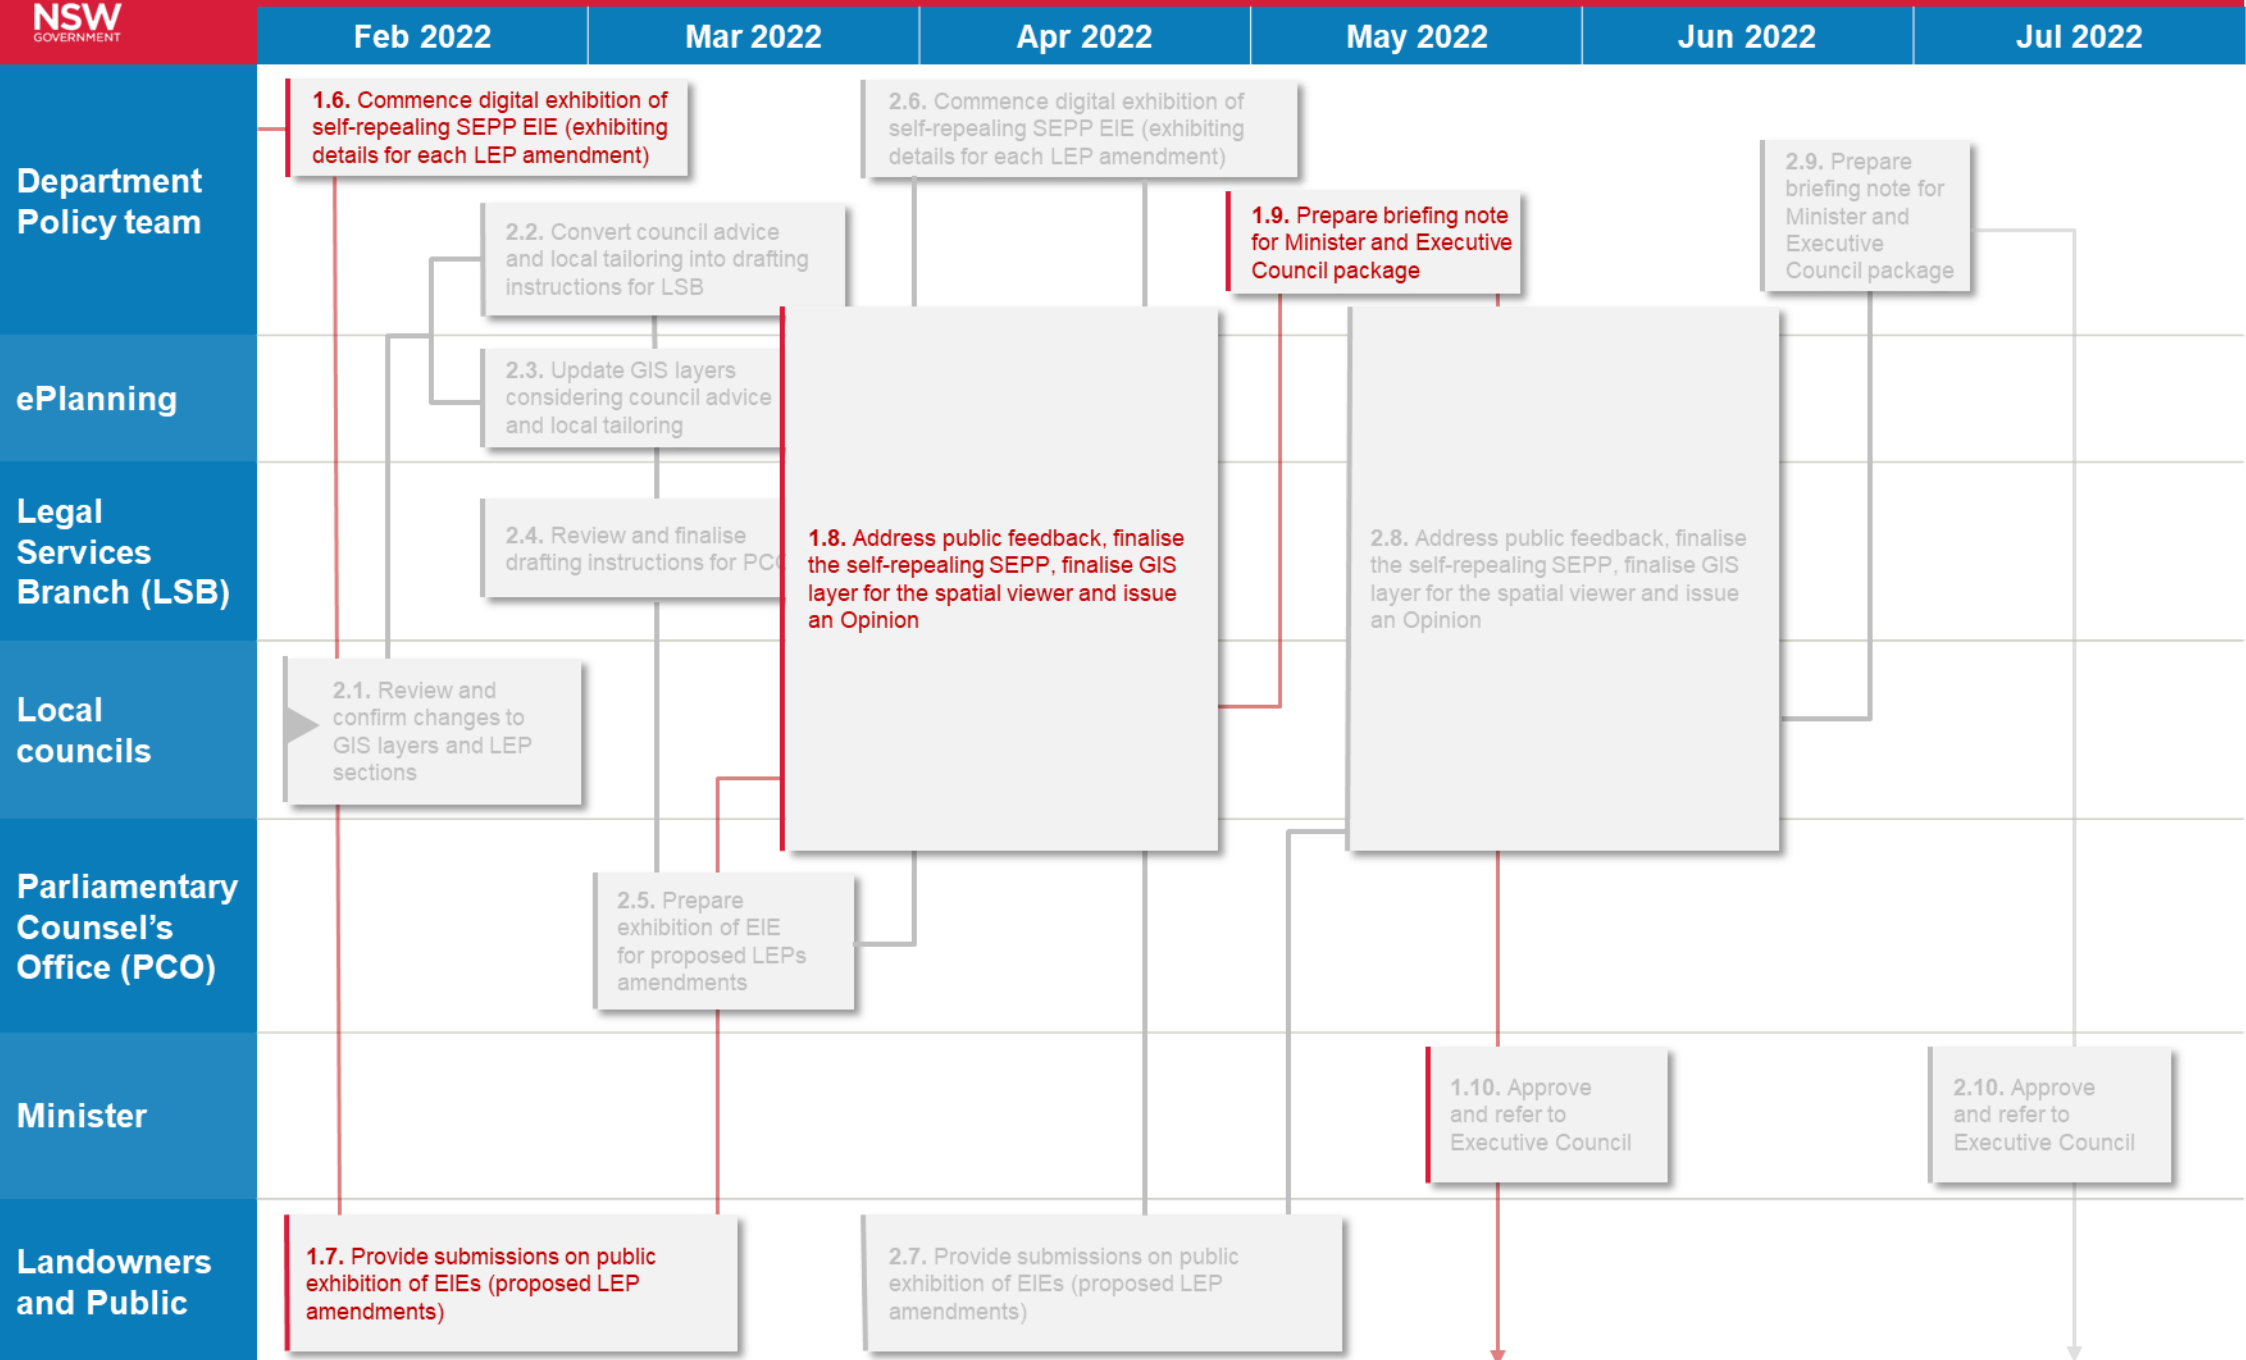 NSW
GOVERNMENT
Feb 2022
Mar 2022
Apr 2022
May 2022
Jun 2022
Jul 2022
Department
Policy team
1.6. Commence digital exhibition of
self-repealing SEPP EIE (exhibiting
details for each LEP amendment)
2.6. Commence digital exhibition of
self-repealing SEPP EIE (exhibiting
details for each LEP amendment)
2.9. Prepare
briefing note for
Minister and
Executive
Council package
2.2. Convert council advice
and local tailoring into drafting
instructions for LSB
1.9. Prepare briefing note
for Minister and Executive
Council package
ePlanning
2.3. Update GIS layers
considering council advice
and local tailoring
Legal
Services
Branch (LSB)
2.4. Review and finalise
drafting instructions for PCO
1.8. Address public feedback, finalise
the self-repealing SEPP, finalise GIS
layer for the spatial viewer and issue
an Opinion
2.8. Address public feedback, finalise
the self-repealing SEPP, finalise GIS
layer for the spatial viewer and issue
an Opinion
Local
councils
2.1. Review and
confirm changes to
GIS layers and LEP
sections
Parliamentary
Counsel's
Office (PCO)
2.5. Prepare
exhibition of EIE
for proposed LEPs
amendments
Minister
1.10. Approve
and refer to
Executive Council
2.10. Approve
and refer to
Executive Council
Landowners
and Public
1.7. Provide submissions on public
exhibition of EIEs (proposed LEP
amendments)
2.7. Provide submissions on public
exhibition of EIEs (proposed LEP
amendments)